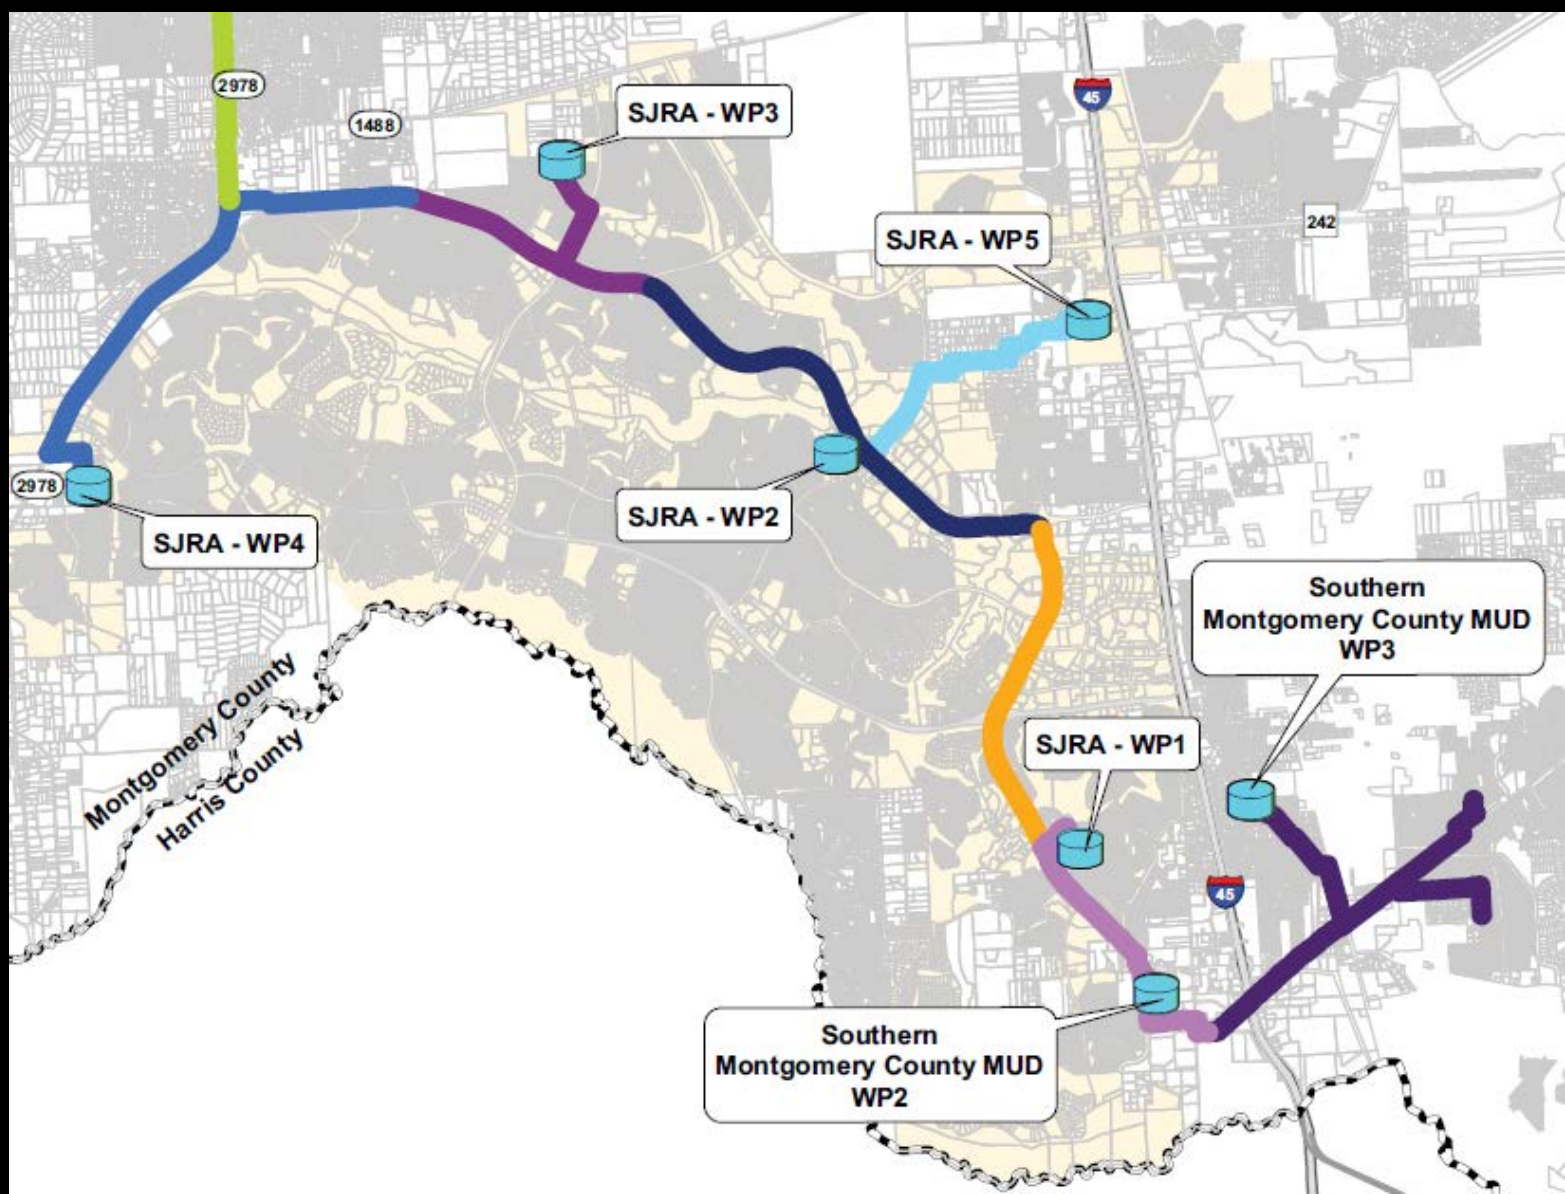 2978
1488
SJRA - WP3
45
SJRA - WP5
242
2978
SJRA - WP4
SJRA - WP2
Southern
Montgomery County MUD
WP3
Montgomery County
Harris County
SJRA - WP1
45
Southern
Montgomery County MUD
WP2